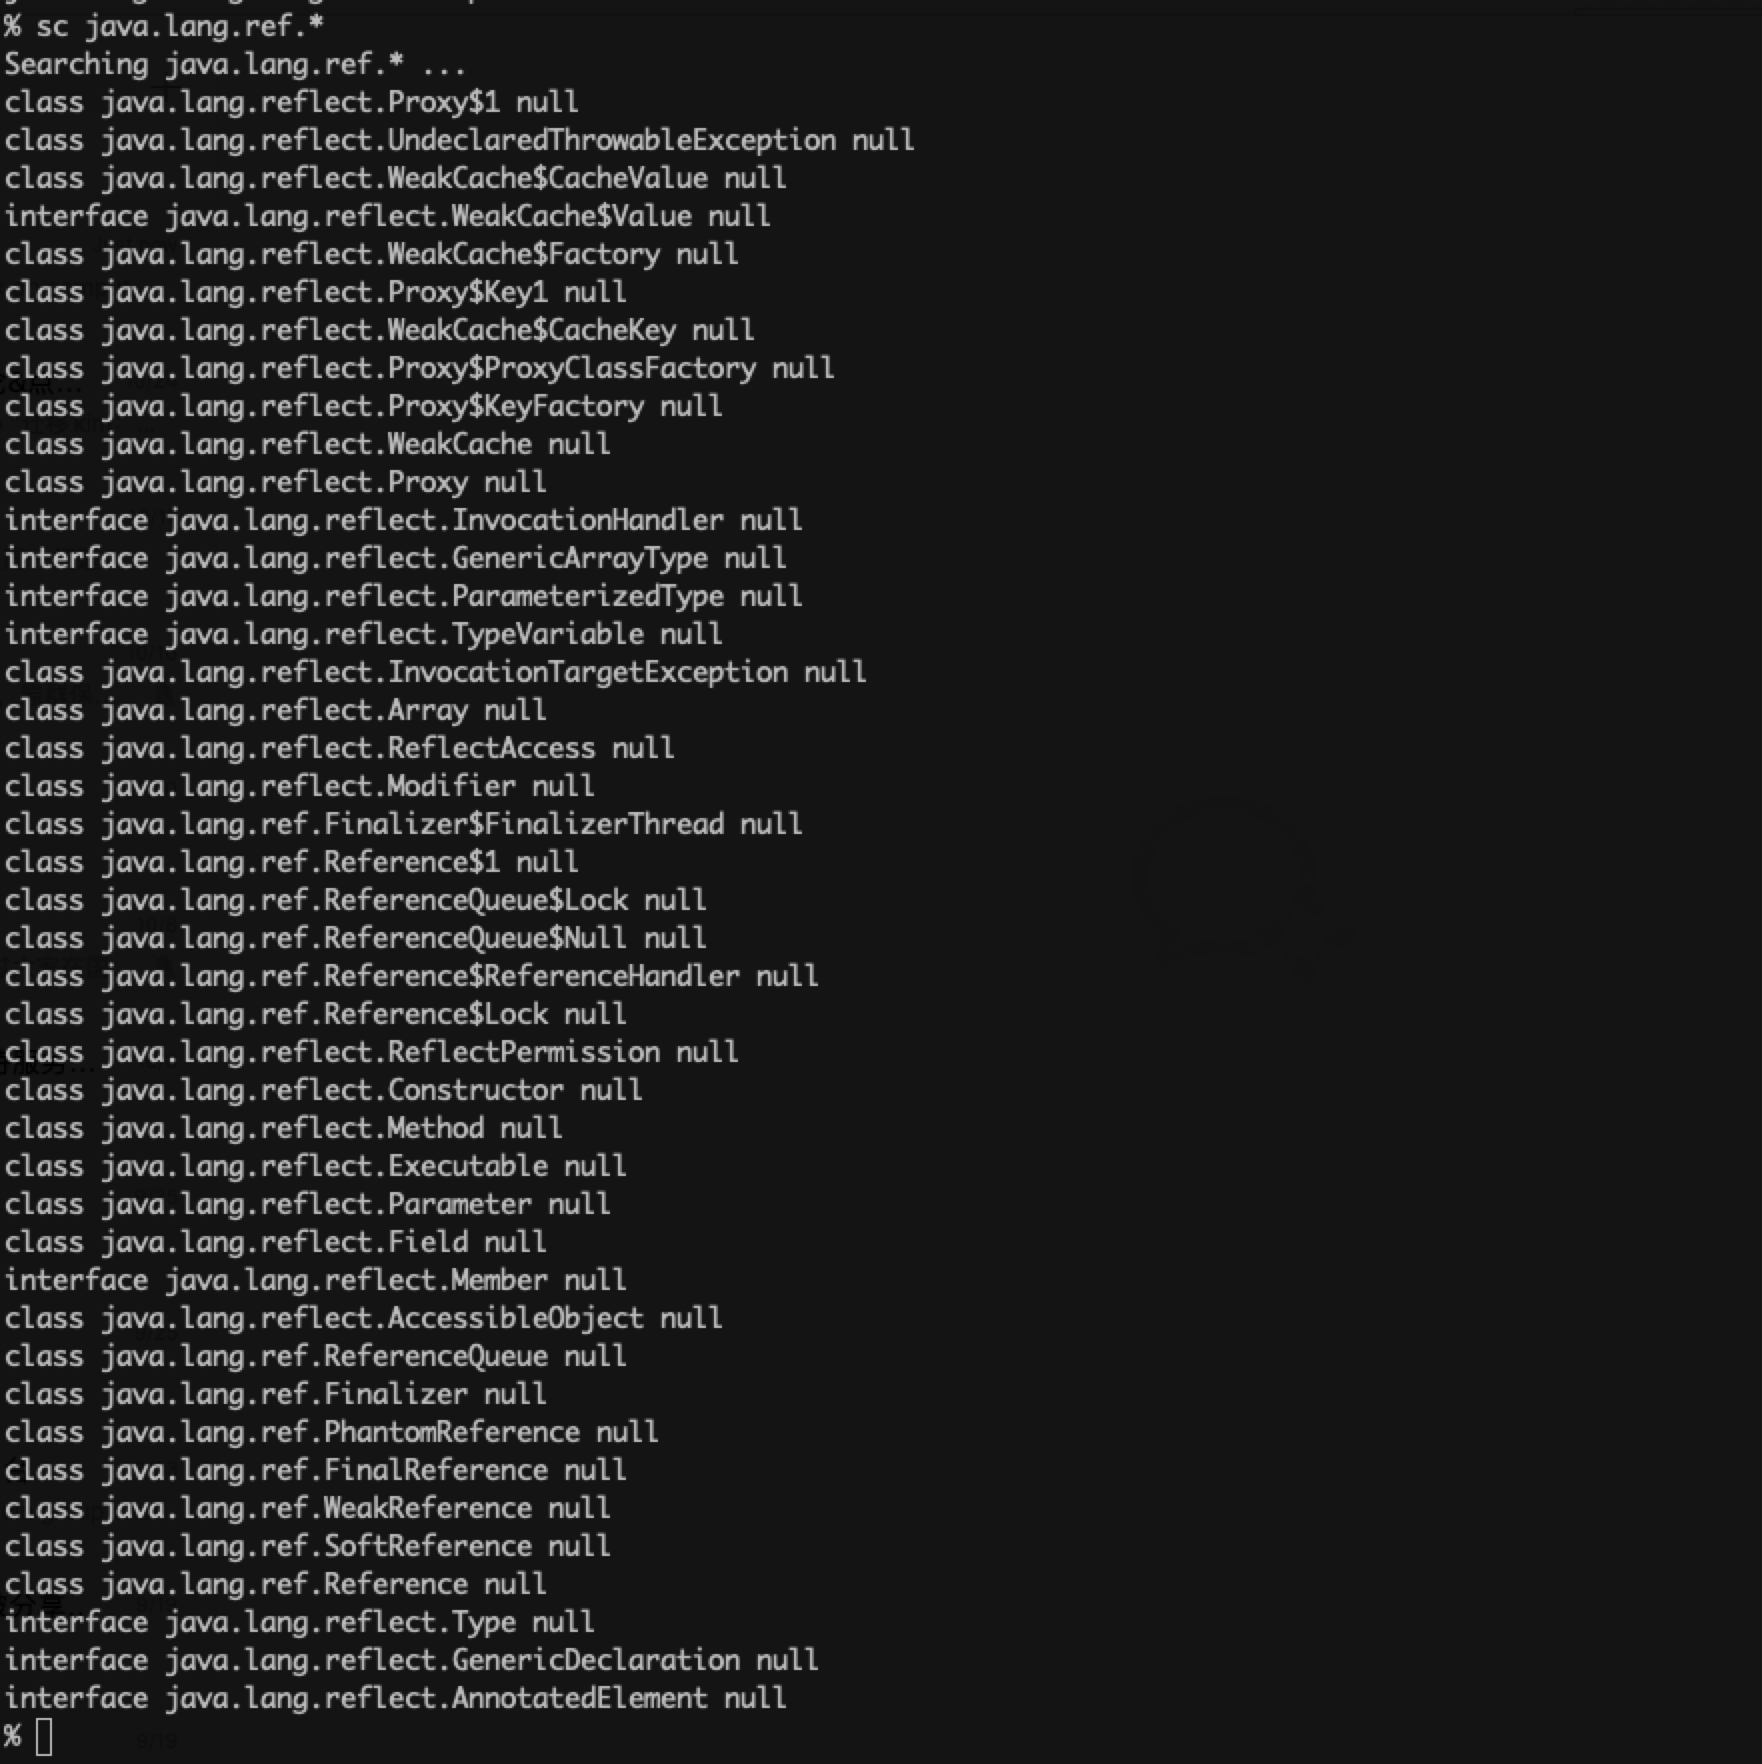 % sc java.lang.ref.*
Searching java.lang.ref.* ...
class java.lang.reflect.Proxy$1 null
class java.lang.reflect.UndeclaredThrowableException null
class java.lang.reflect.WeakCache$CacheValue null
interface java.lang.reflect.WeakCache$Value null
class java.lang.reflect.WeakCache$Factory null
class java.lang.reflect.Proxy$Key1 null
class java.lang.reflect.WeakCache$CacheKey null
class java.lang.reflect.Proxy$ProxyClassFactory null
class java.lang.reflect.Proxy$KeyFactory null
class java.lang.reflect.WeakCache null
class java.lang.reflect.Proxy null
interface java.lang.reflect.InvocationHandler null
interface java.lang.reflect.GenericArrayType null
interface java.lang.reflect.ParameterizedType null
interface java.lang.reflect.TypeVariable null
class java.lang.reflect.InvocationTargetException null
class java.lang.reflect.Array null
class java.lang.reflect.ReflectAccess null
class java.lang.reflect.Modifier null
class java.lang.ref.Finalizer$FinalizerThread null
class java.lang.ref.Reference$1 null
class java.lang.ref.ReferenceQueue$Lock null
class java.lang.ref.ReferenceQueue$Null null
class java.lang.ref.Reference$ReferenceHandler null
class java.lang.ref.Reference$Lock null
class java.lang.reflect.ReflectPermission null
class java.lang.reflect.Constructor null
class java.lang.reflect.Method null
class java.lang.reflect.Executable null
class java.lang.reflect.Parameter null
class java.lang.reflect.Field null
interface java.lang.reflect.Member null
class java.lang.reflect.AccessibleObject null
class java.lang.ref.ReferenceQueue null
class java.lang.ref.Finalizer null
class java.lang.ref.PhantomReference null
class java.lang.ref.FinalReference null
class java.lang.ref.WeakReference null
class java.lang.ref.SoftReference null
class java.lang.ref.Reference null
interface java.lang.reflect.Type null
interface java.lang.reflect.GenericDeclaration null
interface java.lang.reflect.AnnotatedElement null
%